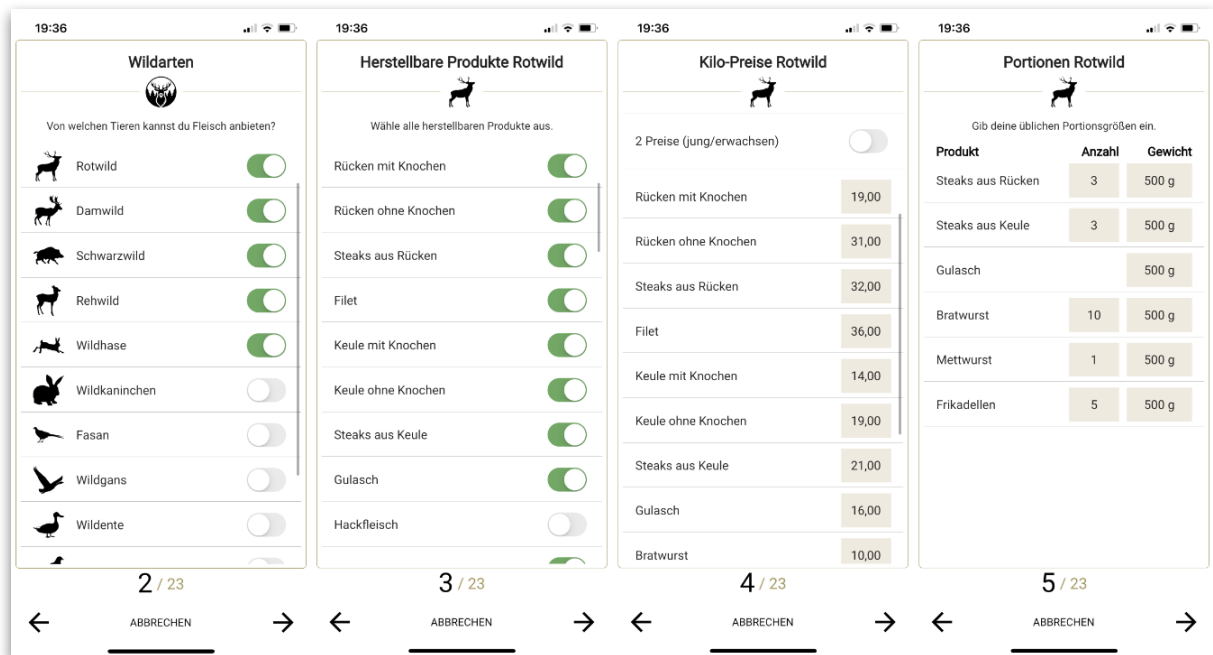 19:36
Wildarten
Von welchen Tieren kannst du Fleisch anbieten?
Rotwild
Damwild
Schwarzwild
Rehwild
Wildhase
Wildkaninchen
Fasan
Wildgans
Wildente
2 / 23
ABBRECHEN
19:36
Herstellbare Produkte Rotwild
Wähle alle herstellbaren Produkte aus.
Rücken mit Knochen
Rücken ohne Knochen
Steaks aus Rücken
Filet
Keule mit Knochen
Keule ohne Knochen
Steaks aus Keule
Gulasch
Hackfleisch
3 / 23
ABBRECHEN
19:36
Kilo-Preise Rotwild
2 Preise (jung/erwachsen)
Rücken mit Knochen 19,00
Rücken ohne Knochen 31,00
Steaks aus Rücken 32,00
Filet 36,00
Keule mit Knochen 14,00
Keule ohne Knochen 19,00
Steaks aus Keule 21,00
Gulasch 16,00
Bratwurst 10,00
4 / 23
ABBRECHEN
19:36
Portionen Rotwild
Gib deine üblichen Portionsgrößen ein.
Produkt Anzahl Gewicht
Steaks aus Rücken 3 500 g
Steaks aus Keule 3 500 g
Gulasch 500 g
Bratwurst 10 500 g
Mettwurst 1 500 g
Frikadellen 5 500 g
5 / 23
ABBRECHEN